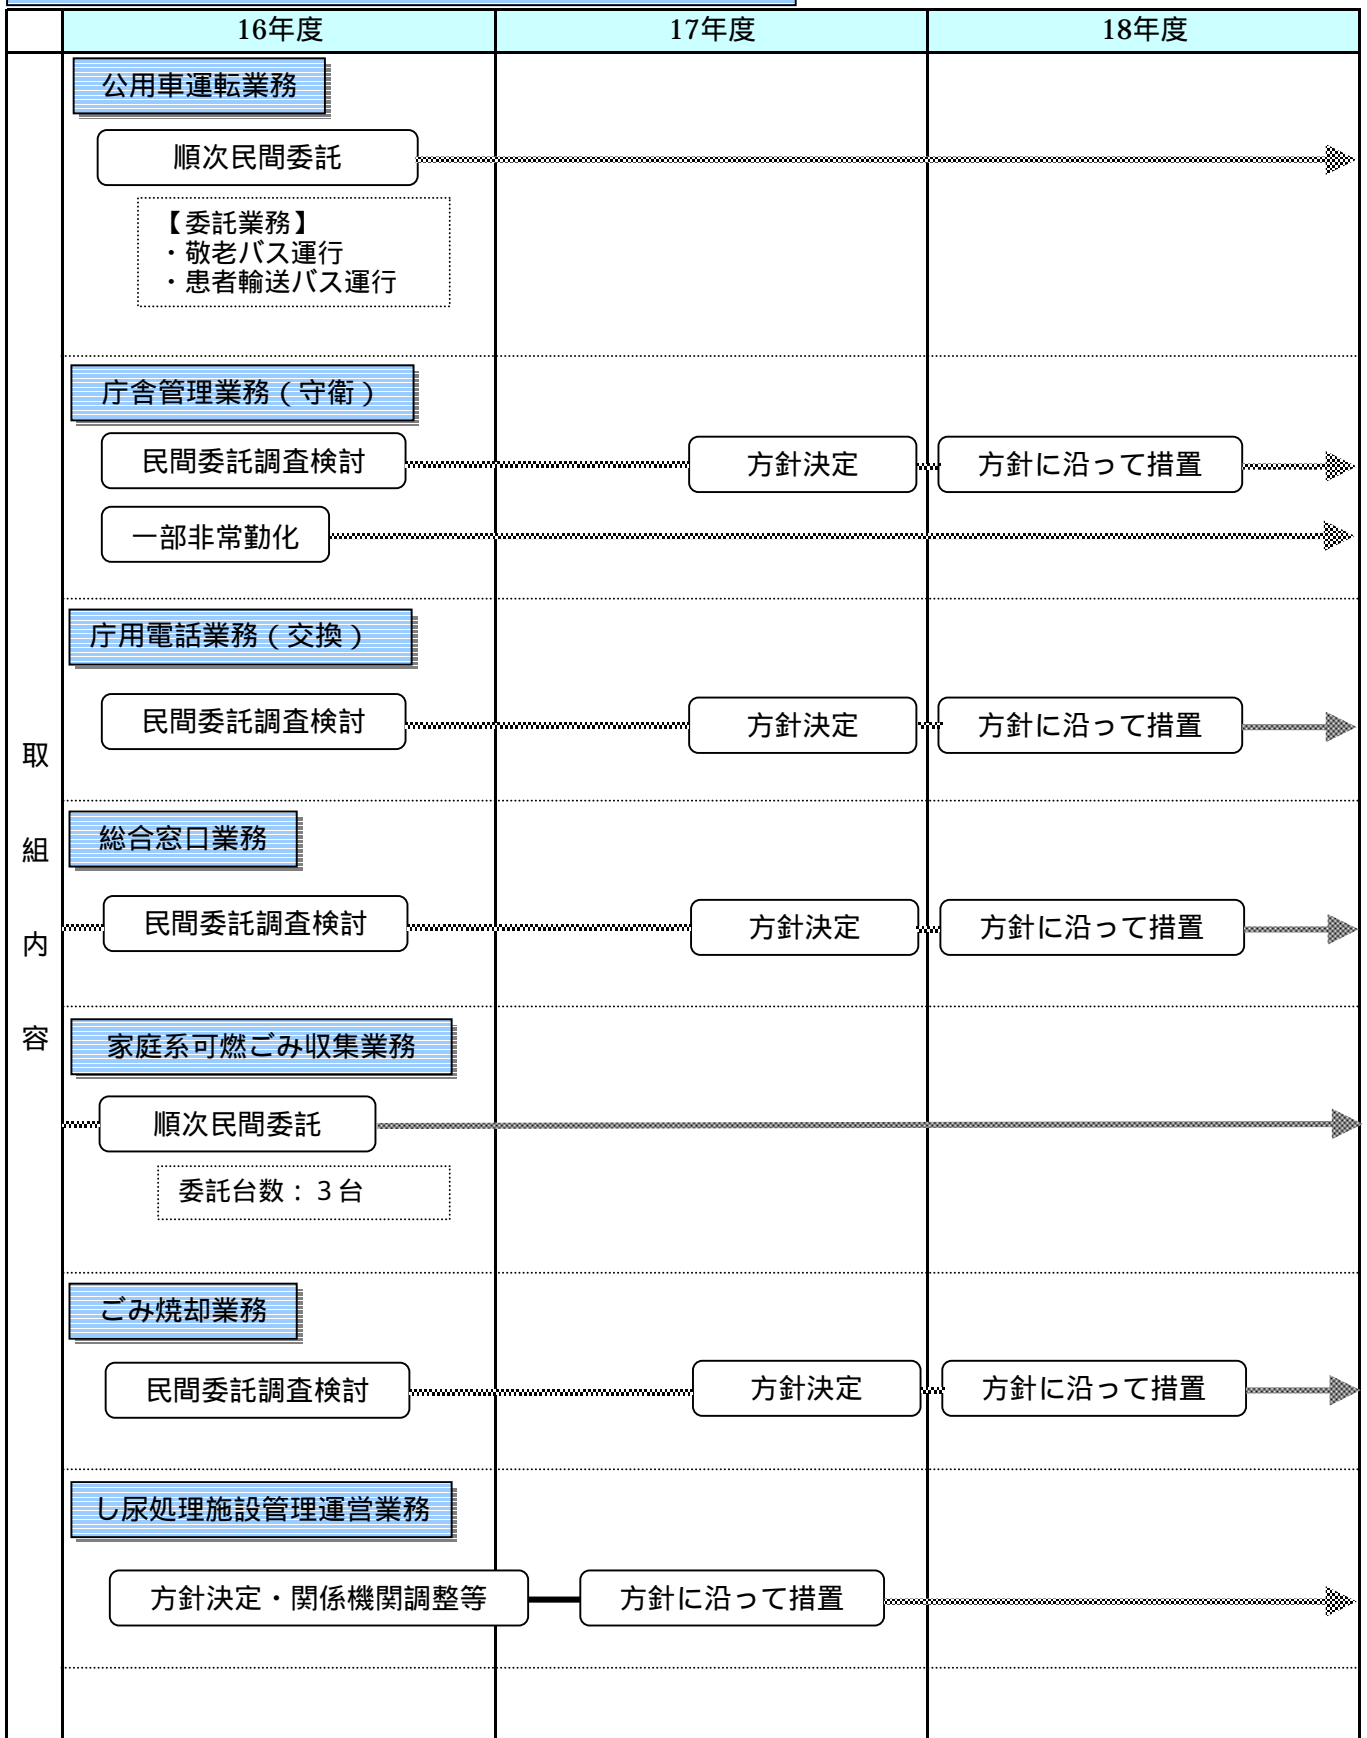 16年度 17年度 18年度
公用車運転業務
順次民間委託
【委託業務】
・敬老バス運行
・患者輸送バス運行
庁舎管理業務（守衛）
民間委託調査検討 方針決定 方針に沿って措置
一部非常勤化
庁用電話業務（交換）
民間委託調査検討 方針決定 方針に沿って措置
取組内容
総合窓口業務
民間委託調査検討 方針決定 方針に沿って措置
家庭系可燃ごみ収集業務
順次民間委託
委託台数：３台
ごみ焼却業務
民間委託調査検討 方針決定 方針に沿って措置
し尿処理施設管理運営業務
方針決定・関係機関調整等 方針に沿って措置